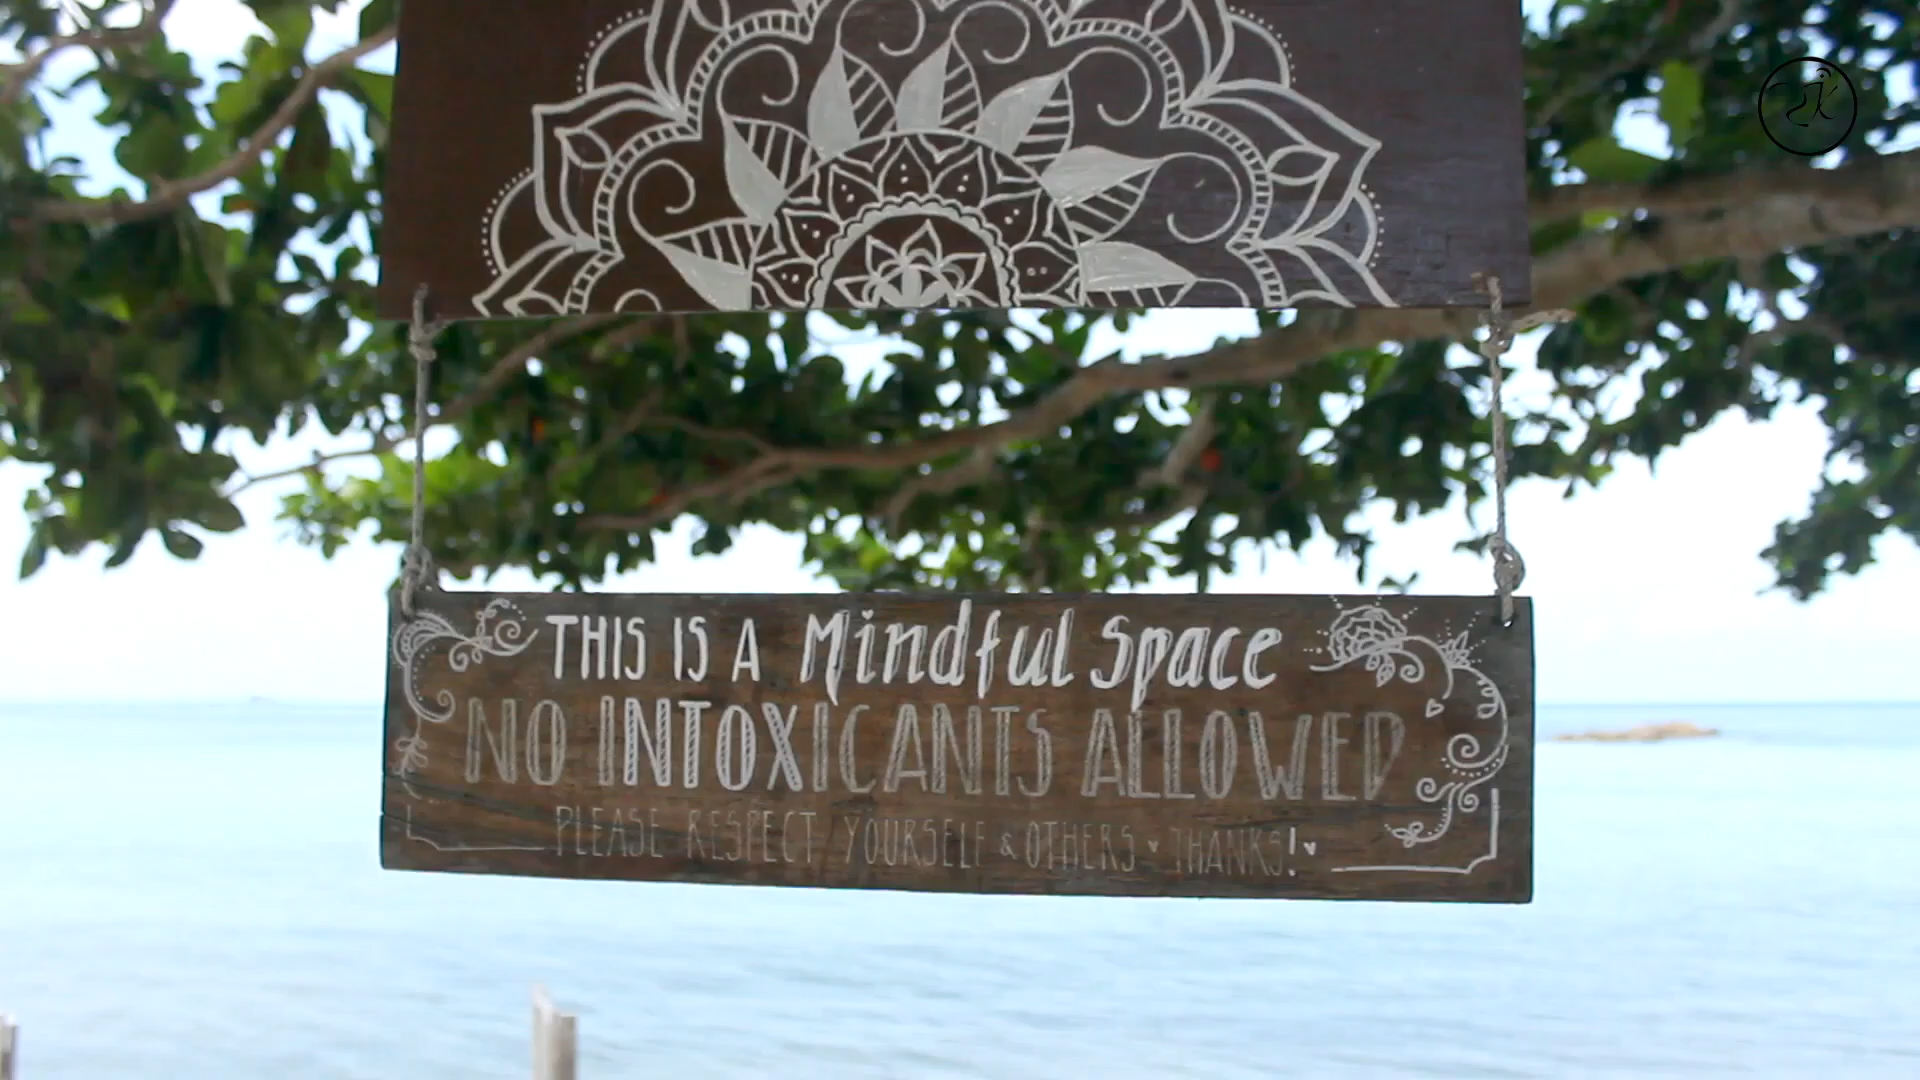 THIS IS A Mindful Space
NO INTOXICANTS ALLOWED
PLEASE RESPECT YOURSELF & OTHERS ♥ THANKS! ♥